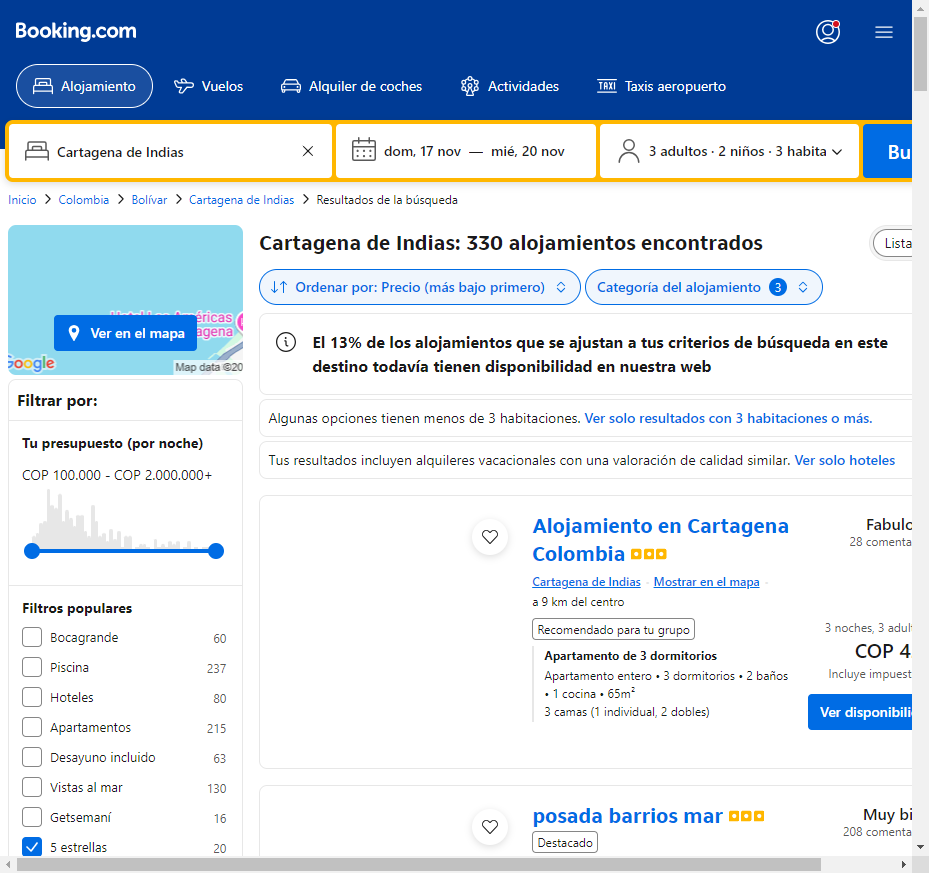 Booking.com
Alojamiento
Vuelos
Alquiler de coches
Actividades
TAXI Taxis aeropuerto
Cartagena de Indias
dom, 17 nov — mié, 20 nov
3 adultos · 2 niños · 3 habita
Bu
Inicio > Colombia > Bolívar > Cartagena de Indias > Resultados de la búsqueda
Ver en el mapa
Google
Map data ©20
Cartagena de Indias: 330 alojamientos encontrados
Lista
Ordenar por: Precio (más bajo primero)
Categoría del alojamiento 3
El 13% de los alojamientos que se ajustan a tus criterios de búsqueda en este
destino todavía tienen disponibilidad en nuestra web
Algunas opciones tienen menos de 3 habitaciones. Ver solo resultados con 3 habitaciones o más.
Tus resultados incluyen alquileres vacacionales con una valoración de calidad similar. Ver solo hoteles
Filtrar por:
Tu presupuesto (por noche)
COP 100.000 - COP 2.000.000+
Filtros populares
Bocagrande 60
Piscina 237
Hoteles 80
Apartamentos 215
Desayuno incluido 63
Vistas al mar 130
Getsemaní 16
5 estrellas 20
Alojamiento en Cartagena
Colombia
Cartagena de Indias · Mostrar en el mapa ·
a 9 km del centro
Recomendado para tu grupo
Apartamento de 3 dormitorios
Apartamento entero • 3 dormitorios • 2 baños
• 1 cocina • 65m²
3 camas (1 individual, 2 dobles)
Fabulo
28 comenta
3 noches, 3 adult
COP 4
Incluye impuest
Ver disponibili
posada barrios mar
Destacado
Muy bi
208 comenta